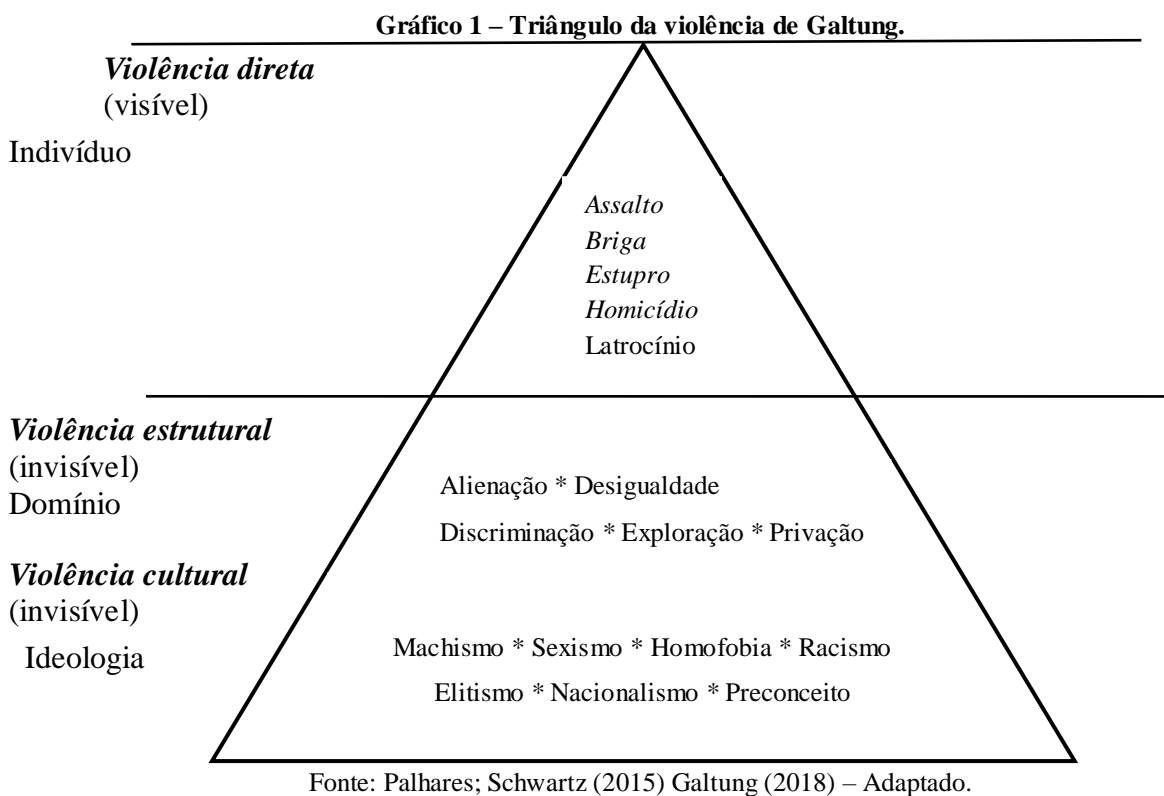 Gráfico 1 – Triângulo da violência de Galtung.
Violência direta
(visível)
Indivíduo
Assalto
Briga
Estupro
Homicídio
Latrocínio
Violência estrutural
(invisível)
Domínio
Alienação * Desigualdade
Discriminação * Exploração * Privação
Violência cultural
(invisível)
Ideologia
Machismo * Sexismo * Homofobia * Racismo
Elitismo * Nacionalismo * Preconceito
Fonte: Palhares; Schwartz (2015) Galtung (2018) – Adaptado.